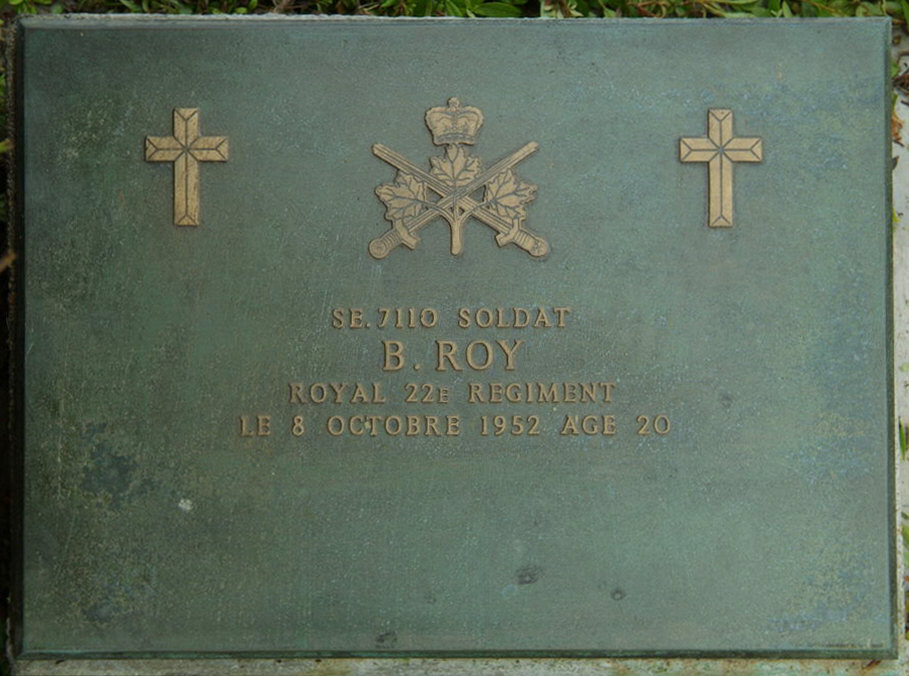 SE.7110 SOLDAT
B. ROY
ROYAL 22E REGIMENT
LE 8 OCTOBRE 1952 AGE 20